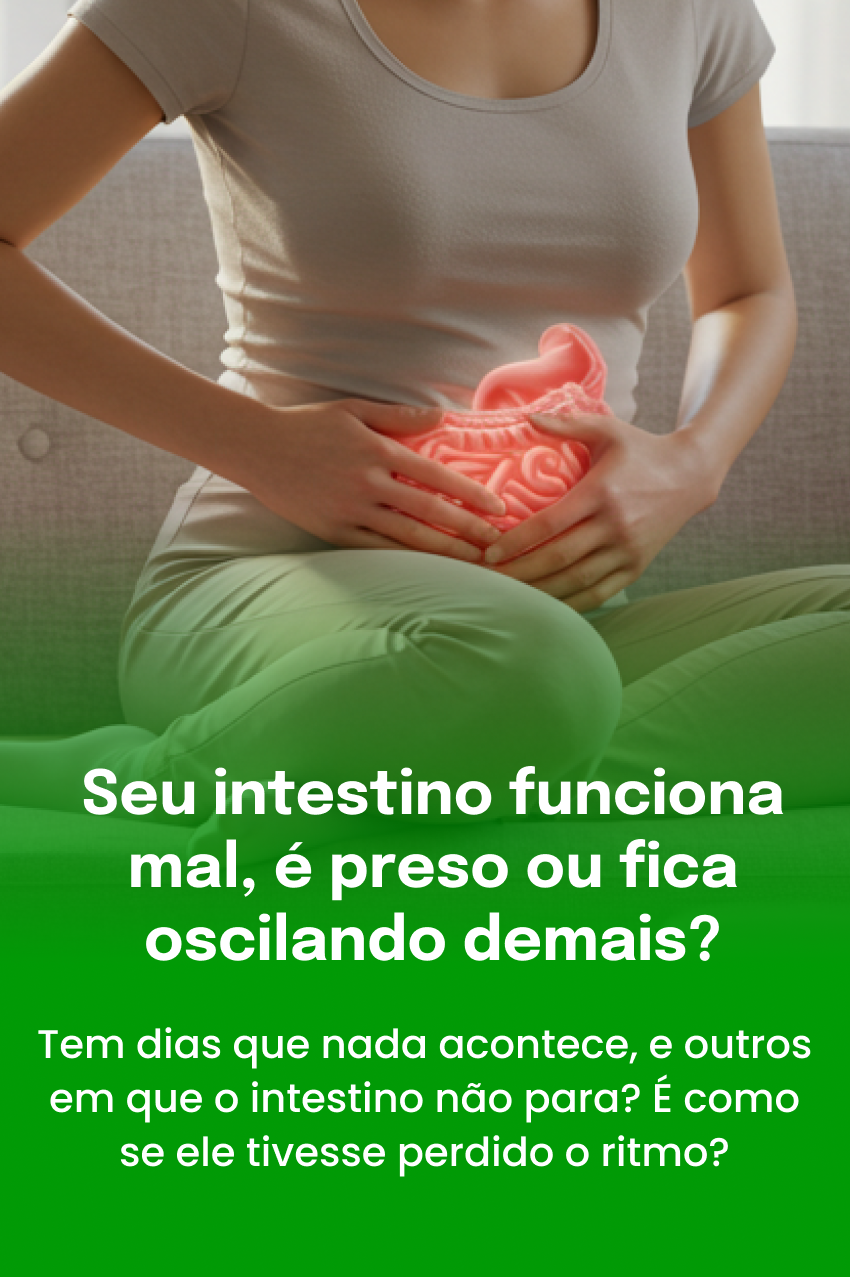 Seu intestino funciona
mal, é preso ou fica
oscilando demais?
Tem dias que nada acontece, e outros
em que o intestino não para? É como
se ele tivesse perdido o ritmo?